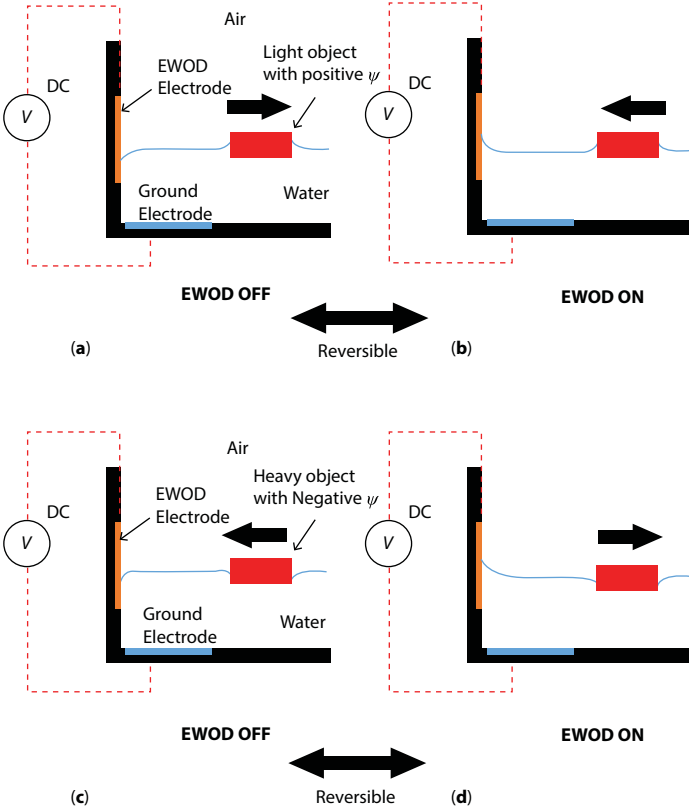 Air
DC
EWOD
Electrode
Light object
with positive ψ
V
Ground
Electrode
Water
EWOD OFF
(a)
DC
V
EWOD ON
(b)
Reversible
Air
DC
EWOD
Electrode
Heavy object
with Negative ψ
V
Ground
Electrode
Water
EWOD OFF
(c)
DC
V
EWOD ON
(d)
Reversible